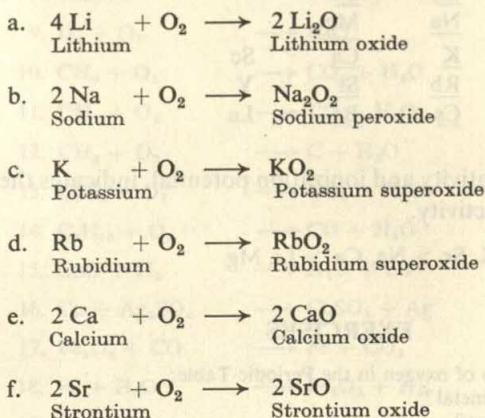 a. 4 Li + O₂ ⟶ 2 Li₂O
Lithium Lithium oxide
b. 2 Na + O₂ ⟶ Na₂O₂
Sodium Sodium peroxide
c. K + O₂ ⟶ KO₂
Potassium Potassium superoxide
d. Rb + O₂ ⟶ RbO₂
Rubidium Rubidium superoxide
e. 2 Ca + O₂ ⟶ 2 CaO
Calcium Calcium oxide
f. 2 Sr + O₂ ⟶ 2 SrO
Strontium Strontium oxide